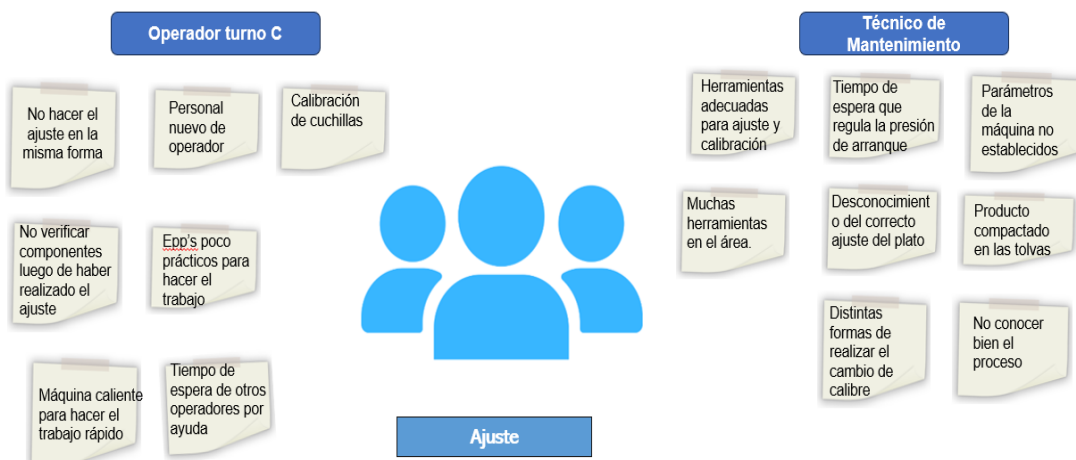 Operador turno C
No hacer el
ajuste en la
misma forma
Personal
nuevo de
operador
Calibración
de cuchillas
No verificar
componentes
luego de haber
realizado el
ajuste
Epp's poco
prácticos para
hacer el
trabajo
Máquina caliente
para hacer el
trabajo rápido
Tiempo de
espera de otros
operadores por
ayuda
Ajuste
Técnico de
Mantenimiento
Herramientas
adecuadas
para ajuste y
calibración
Tiempo de
espera que
regula la presión
de arranque
Parámetros
de la
máquina no
establecidos
Muchas
herramientas
en el área.
Desconocimient
o del correcto
ajuste del plato
Producto
compactado
en las tolvas
Distintas
formas de
realizar el
cambio de
calibre
No conocer
bien el
proceso